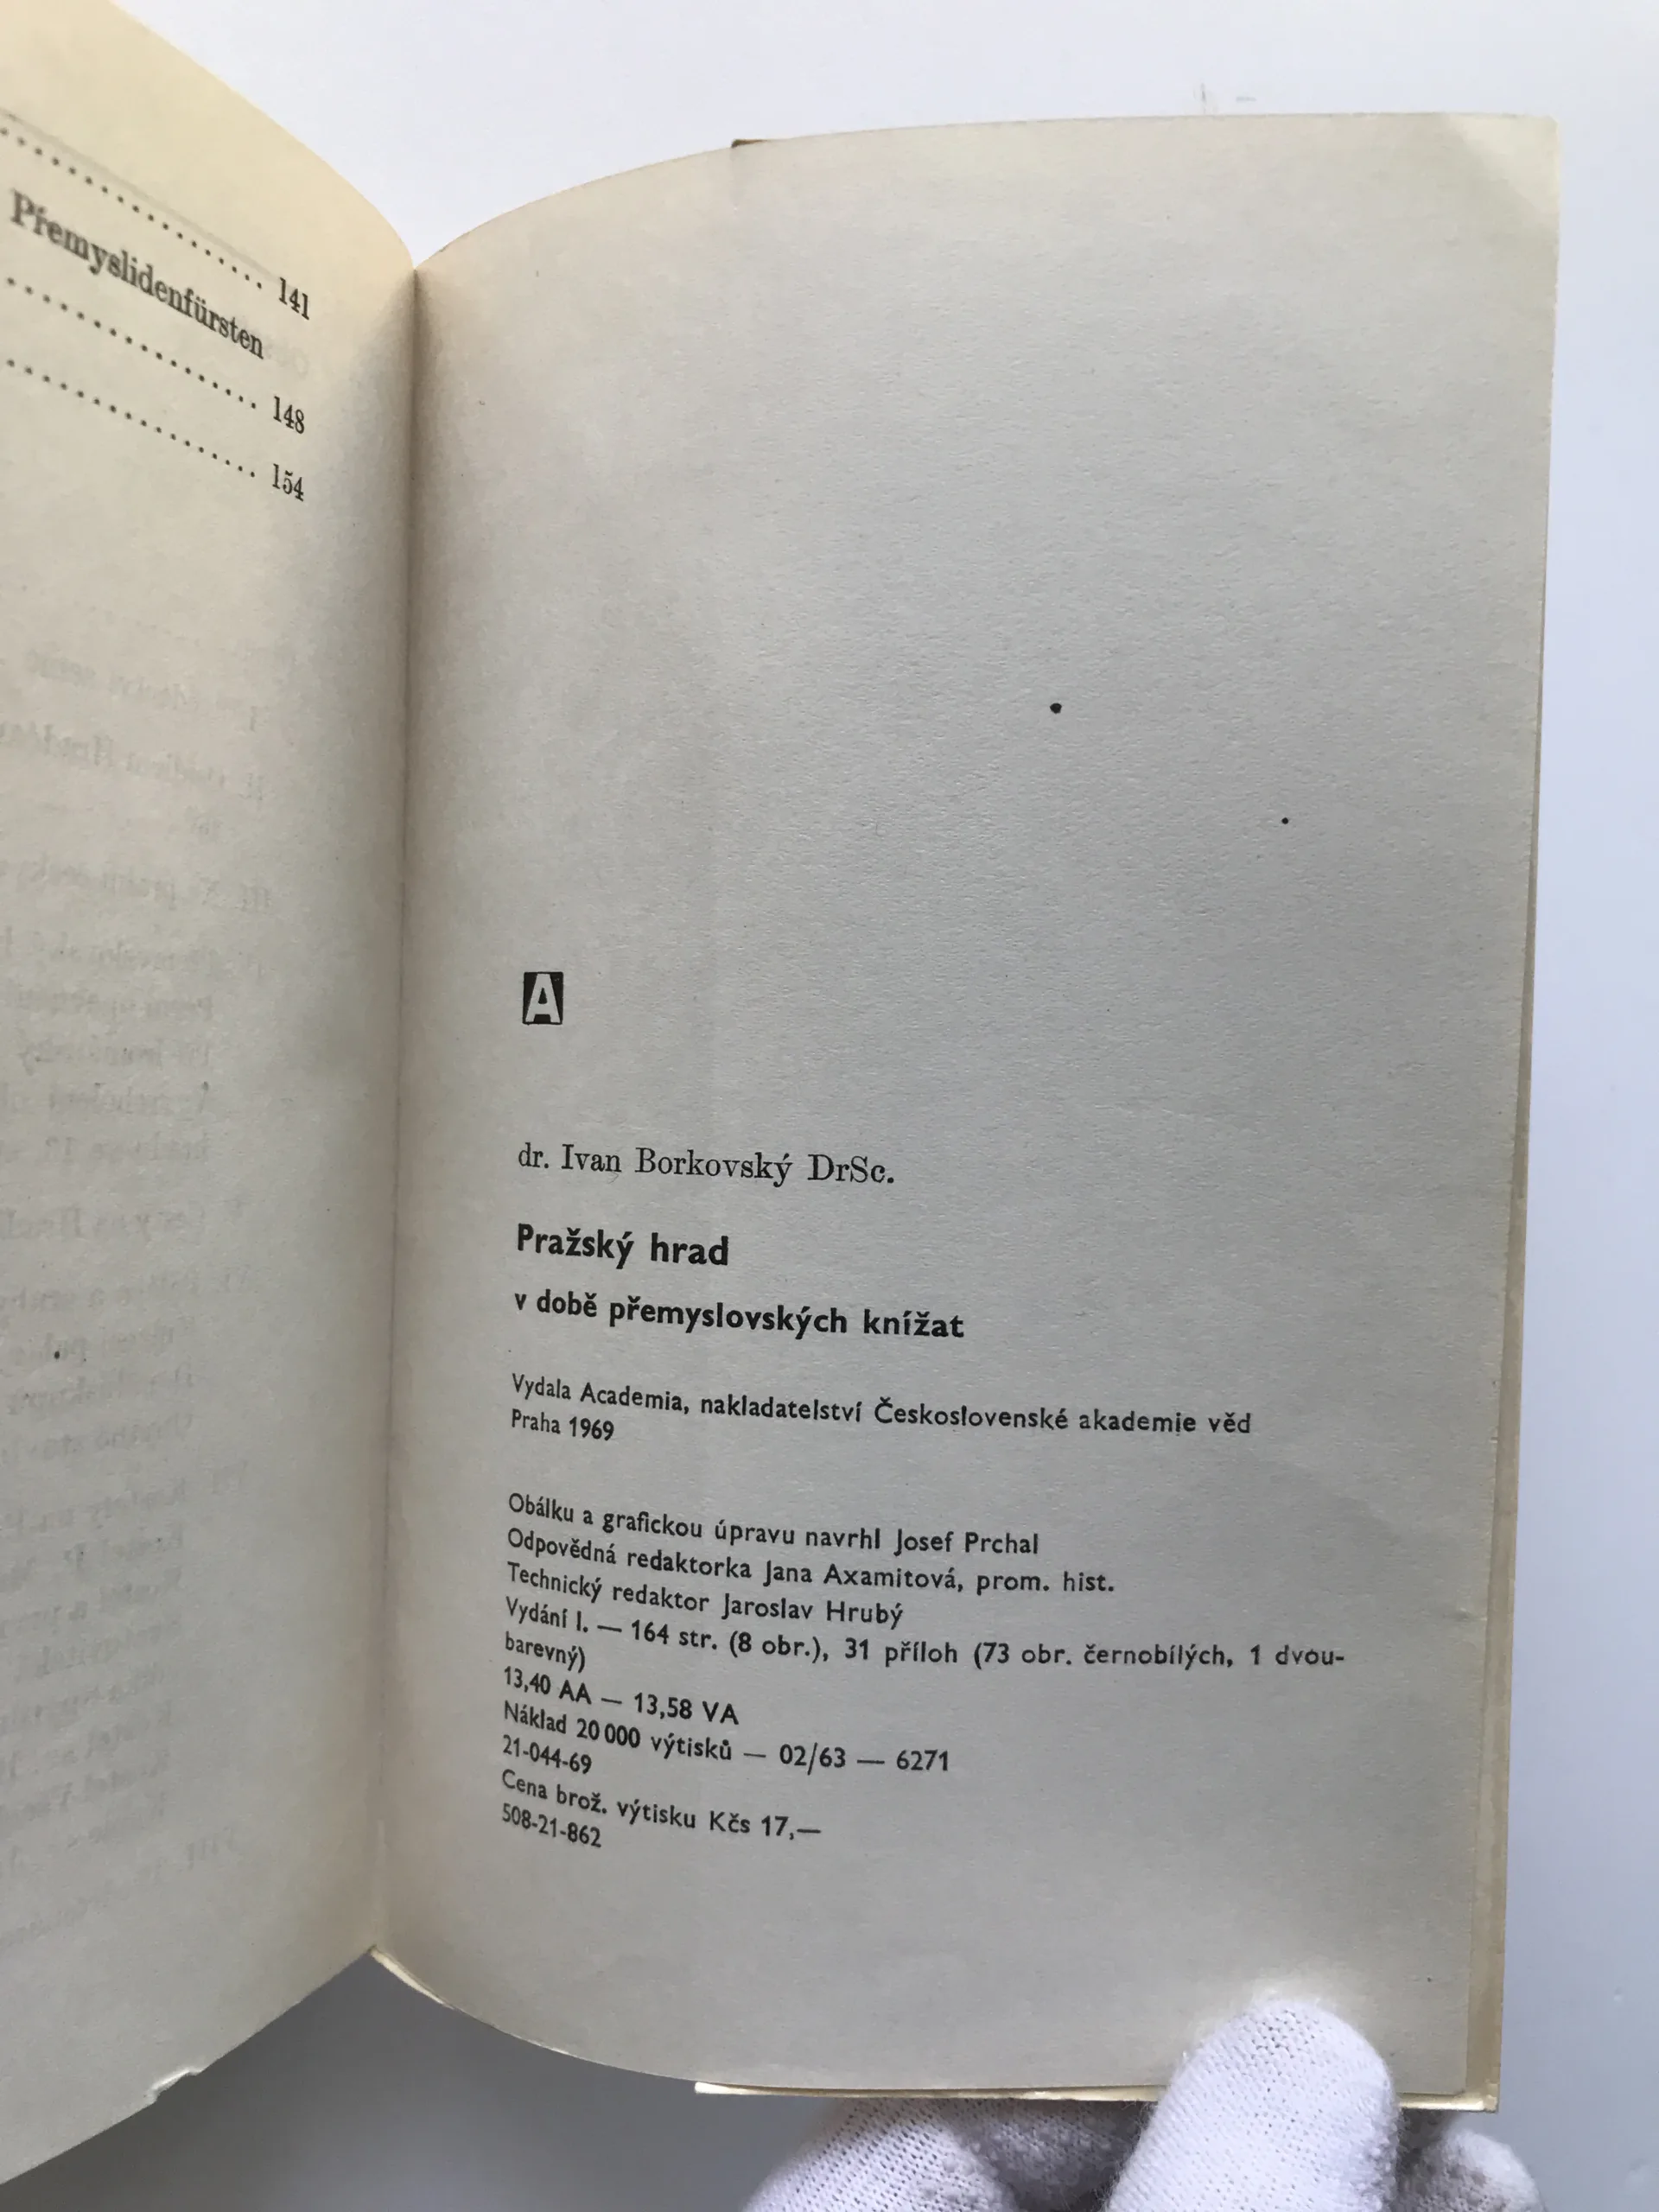 141
Přemyslidenfürsten
148
154
A
dr. Ivan Borkovský DrSc.
Pražský hrad
v době přemyslovských knížat
Vydala Academia, nakladatelství Československé akademie věd
Praha 1969
Obálku a grafickou úpravu navrhl Josef Prchal
Odpovědná redaktorka Jana Axamitová, prom. hist.
Technický redaktor Jaroslav Hrubý
Vydání I. — 164 str. (8 obr.), 31 příloh (73 obr. černobílých, 1 dvou-
barevný)
13,40 AA — 13,58 VA
Náklad 20 000 výtisků — 02/63 — 6271
21-044-69
Cena brož. výtisku Kčs 17,—
508-21-862